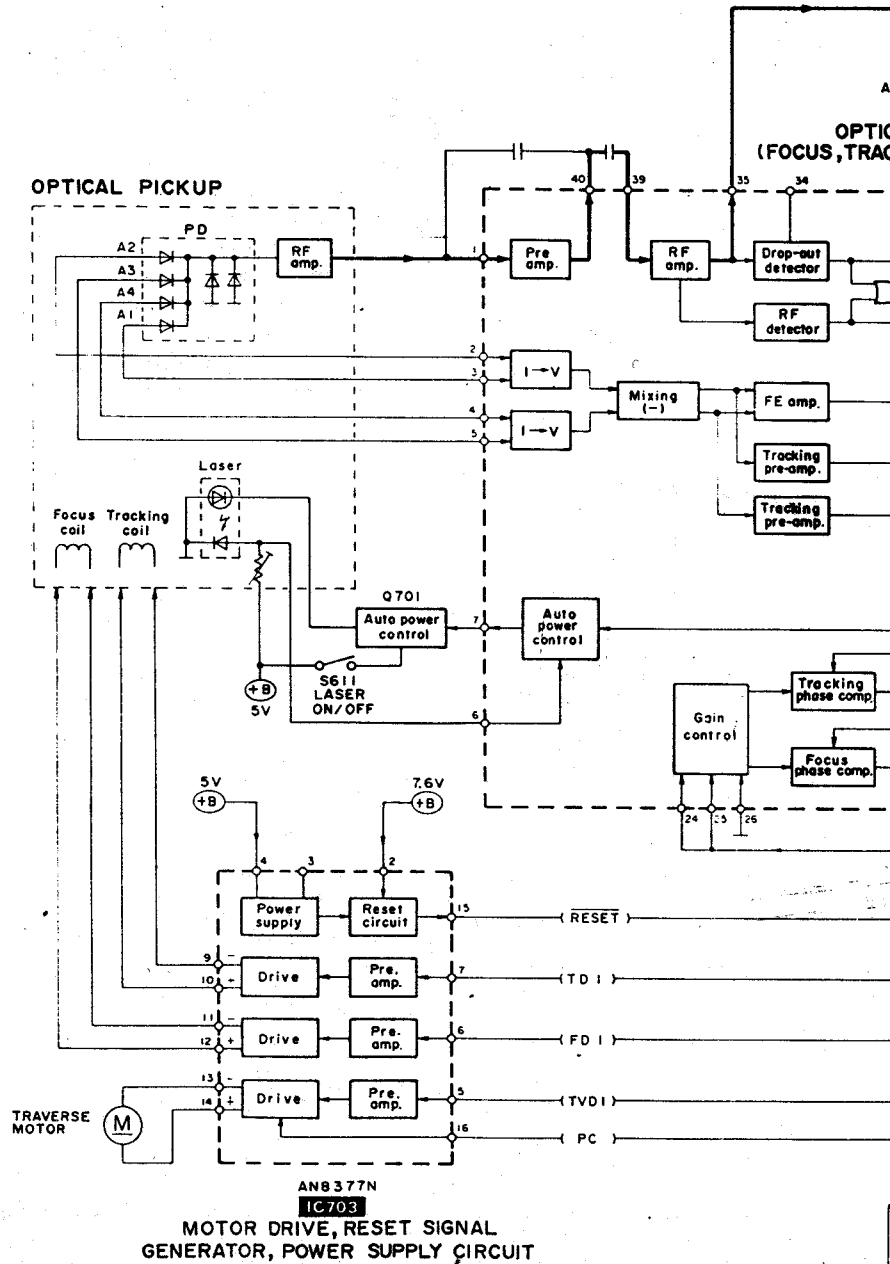 A
OPTIC
(FOCUS, TRAC
OPTICAL PICKUP
40
39
35
34
PD
A2
A3
A4
A1
RF
amp.
1
Pre
amp.
RF
amp.
Drop-out
detector
RF
detector
2
3
4
5
I→V
I→V
Mixing
(−)
FE amp.
Tracking
pre-amp.
Tracking
pre-amp.
Laser
Focus
coil
Tracking
coil
Q701
Auto power
control
7
Auto
power
control
+B
5V
S611
LASER
ON/OFF
6
Gain
control
Tracking
phase comp.
Focus
phase comp.
24
25
26
5V
+B
7.6V
+B
4
3
2
Power
supply
Reset
circuit
15
(RESET)
9
−
10
+
Drive
Pre.
amp.
7
(TD1)
11
−
12
+
Drive
Pre.
amp.
6
(FD1)
13
−
14
+
Drive
Pre.
amp.
5
(TVD1)
16
(PC)
TRAVERSE
MOTOR
M
AN8377N
IC703
MOTOR DRIVE, RESET SIGNAL
GENERATOR, POWER SUPPLY CIRCUIT